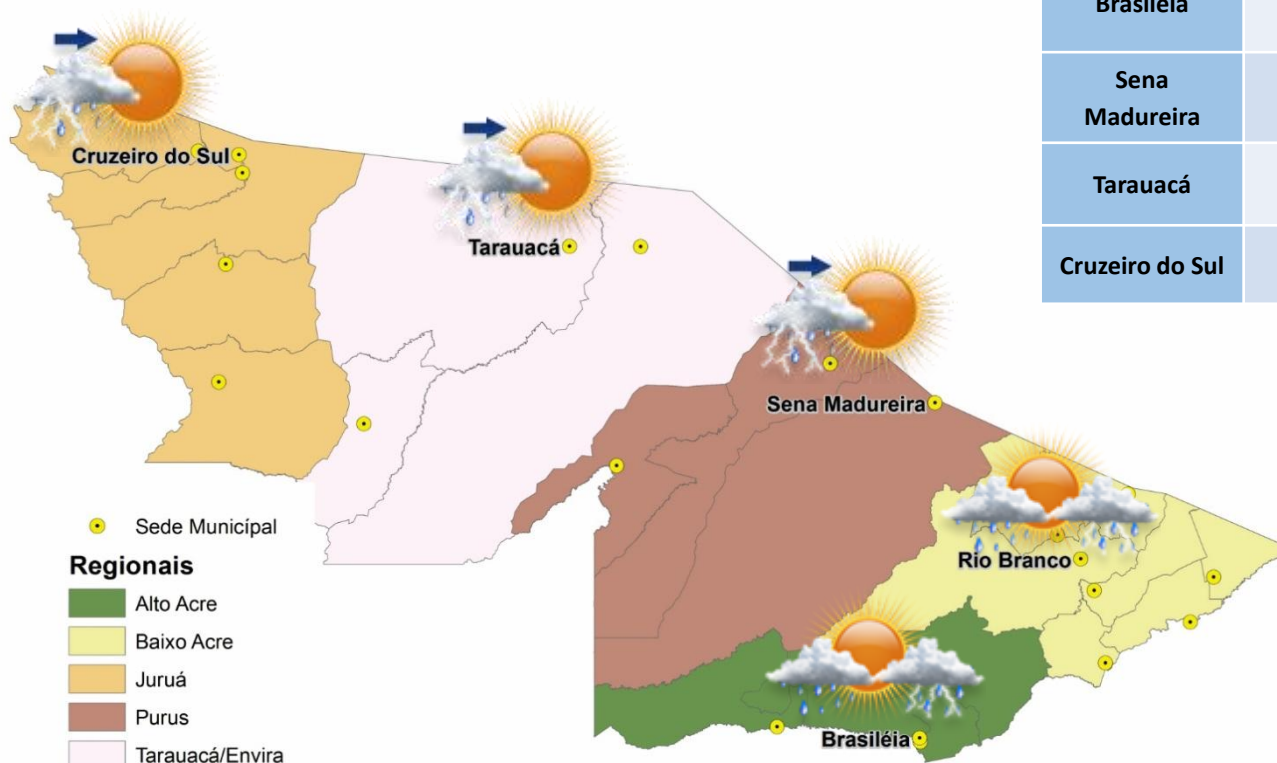 Brasiléia
Sena
Madureira
Tarauacá
Cruzeiro do Sul
Cruzeiro do Sul
Tarauacá
Sena Madureira
Rio Branco
Brasiléia
Sede Municípal
Regionais
Alto Acre
Baixo Acre
Juruá
Purus
Tarauacá/Envira